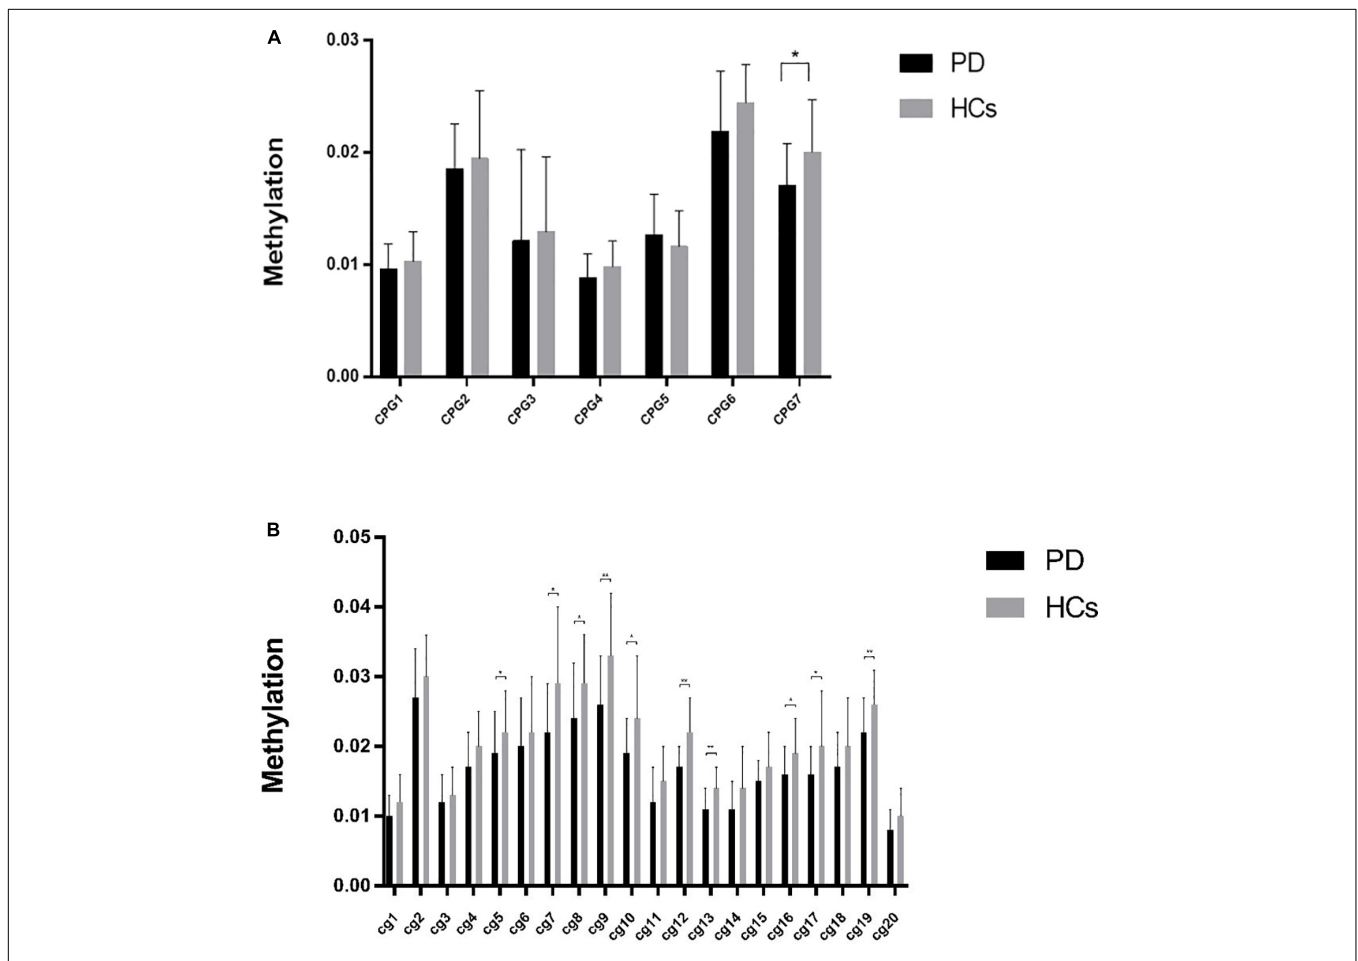 A
0.03
0.02
0.01
0.00
Methylation
*
PD
HCs
CPG1 CPG2 CPG3 CPG4 CPG5 CPG6 CPG7
B
0.05
0.04
0.03
0.02
0.01
0.00
Methylation
* * * ** * ** ** * * **
PD
HCs
cg1 cg2 cg3 cg4 cg5 cg6 cg7 cg8 cg9 cg10 cg11 cg12 cg13 cg14 cg15 cg16 cg17 cg18 cg19 cg20